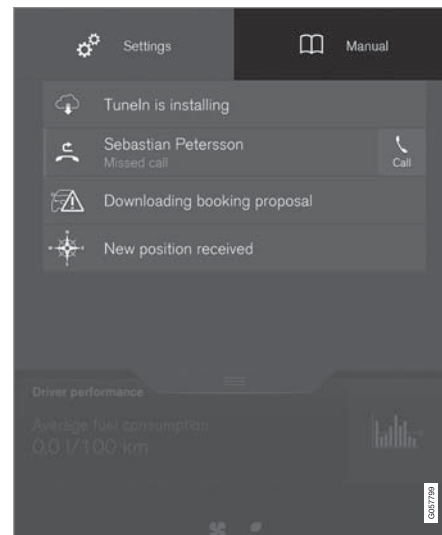 Settings
Manual
TuneIn is installing
Sebastian Petersson
Missed call
Call
Downloading booking proposal
New position received
Driver performance
Average fuel consumption
0.0 l/100 km
G057799